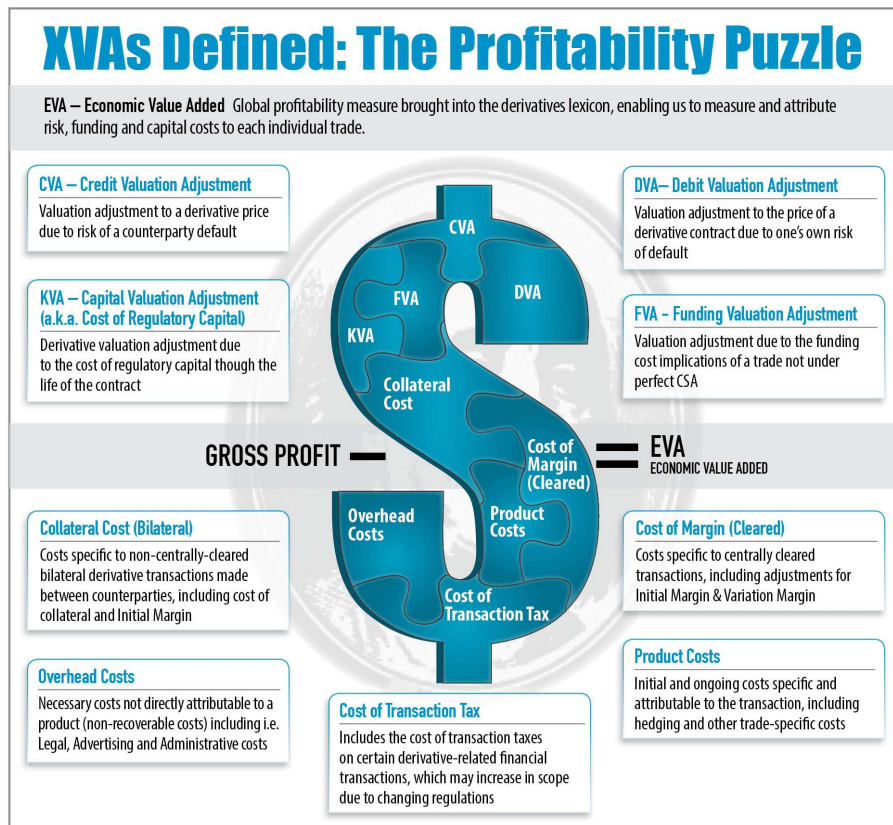 XVAs Defined: The Profitability Puzzle
EVA – Economic Value Added Global profitability measure brought into the derivatives lexicon, enabling us to measure and attribute
risk, funding and capital costs to each individual trade.
CVA – Credit Valuation Adjustment
Valuation adjustment to a derivative price
due to risk of a counterparty default
DVA– Debit Valuation Adjustment
Valuation adjustment to the price of a
derivative contract due to one's own risk
of default
KVA – Capital Valuation Adjustment
(a.k.a. Cost of Regulatory Capital)
Derivative valuation adjustment due
to the cost of regulatory capital though the
life of the contract
FVA - Funding Valuation Adjustment
Valuation adjustment due to the funding
cost implications of a trade not under
perfect CSA
CVA
FVA
DVA
KVA
Collateral
Cost
GROSS PROFIT –
Cost of
Margin
(Cleared)
= EVA
ECONOMIC VALUE ADDED
Overhead
Costs
Product
Costs
Cost of
Transaction Tax
Collateral Cost (Bilateral)
Costs specific to non-centrally-cleared
bilateral derivative transactions made
between counterparties, including cost of
collateral and Initial Margin
Cost of Margin (Cleared)
Costs specific to centrally cleared
transactions, including adjustments for
Initial Margin & Variation Margin
Overhead Costs
Necessary costs not directly attributable to a
product (non-recoverable costs) including i.e.
Legal, Advertising and Administrative costs
Cost of Transaction Tax
Includes the cost of transaction taxes
on certain derivative-related financial
transactions, which may increase in scope
due to changing regulations
Product Costs
Initial and ongoing costs specific and
attributable to the transaction, including
hedging and other trade-specific costs